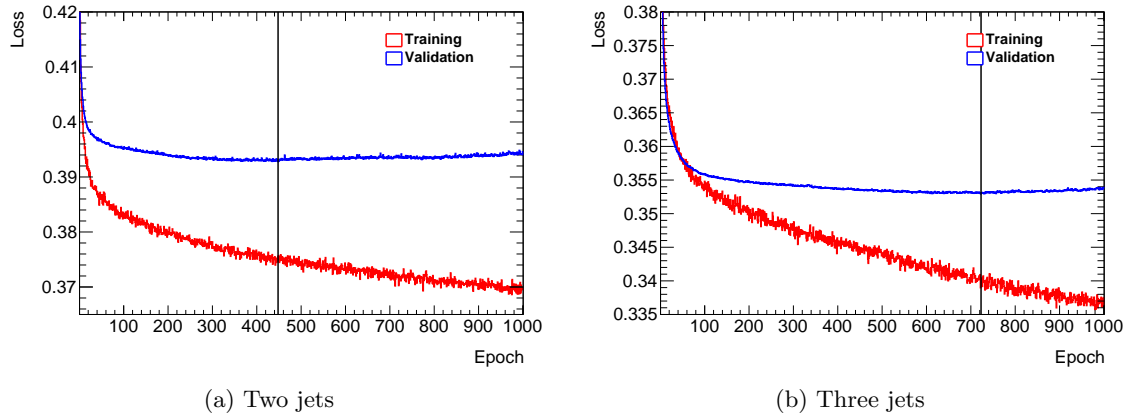 Loss
0.42
0.41
0.4
0.39
0.38
0.37
100 200 300 400 500 600 700 800 900 1000
Epoch
Training
Validation
(a) Two jets
Loss
0.38
0.375
0.37
0.365
0.36
0.355
0.35
0.345
0.34
0.335
100 200 300 400 500 600 700 800 900 1000
Epoch
Training
Validation
(b) Three jets